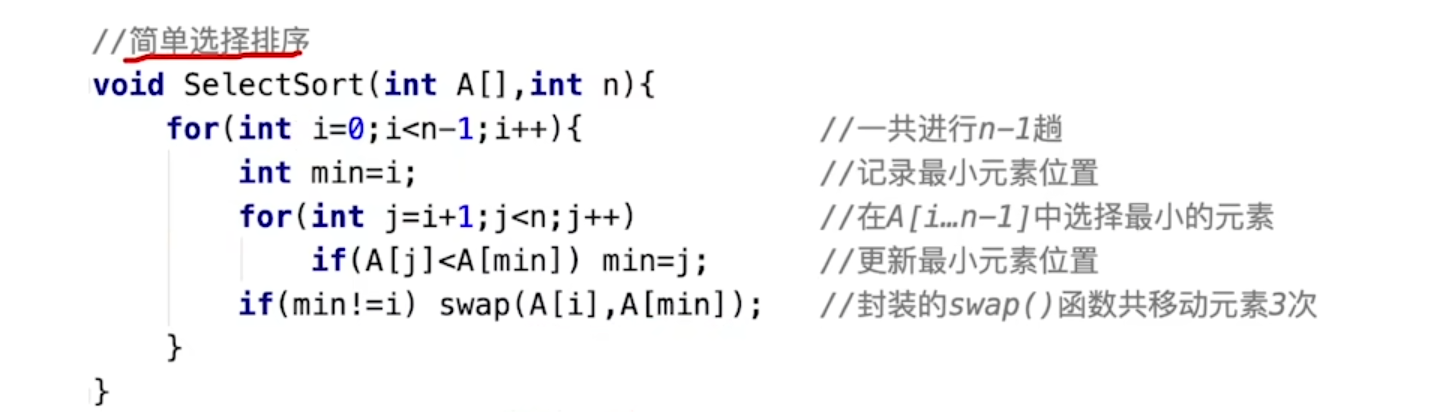 //简单选择排序
void SelectSort(int A[],int n){
for(int i=0;i<n-1;i++){ //一共进行n-1趟
int min=i; //记录最小元素位置
for(int j=i+1;j<n;j++) //在A[i…n-1]中选择最小的元素
if(A[j]<A[min]) min=j; //更新最小元素位置
if(min!=i) swap(A[i],A[min]); //封装的swap()函数共移动元素3次
}
}